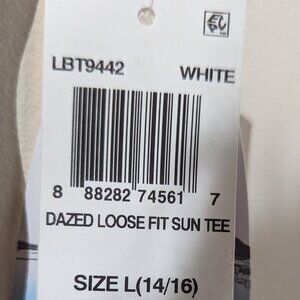 LBT9442 WHITE
8 88282 74561 7
DAZED LOOSE FIT SUN TEE
SIZE L(14/16)